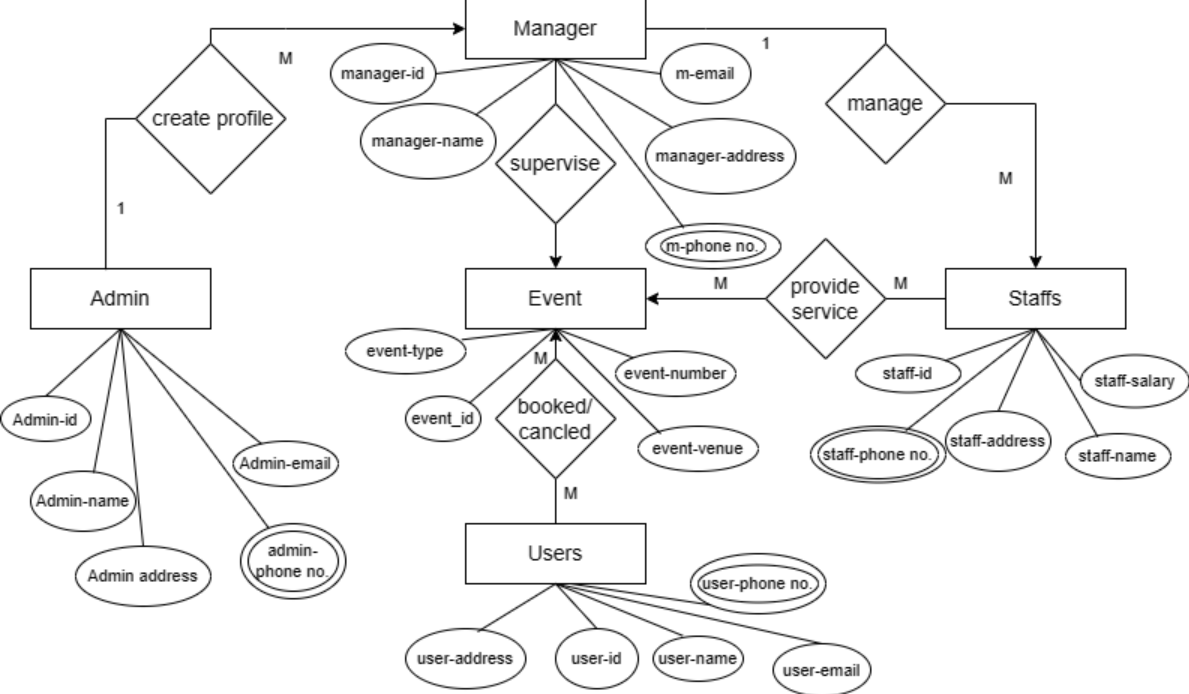 Manager
M
1
manager-id
m-email
create profile
manage
manager-name
supervise
manager-address
M
1
m-phone no.
Admin
Event
M
provide
service
M
Staffs
event-type
M
event-number
staff-id
staff-salary
Admin-id
event_id
booked/
cancled
event-venue
staff-phone no.
staff-address
staff-name
Admin-email
Admin-name
M
admin-
phone no.
Admin address
Users
user-phone no.
user-address
user-id
user-name
user-email